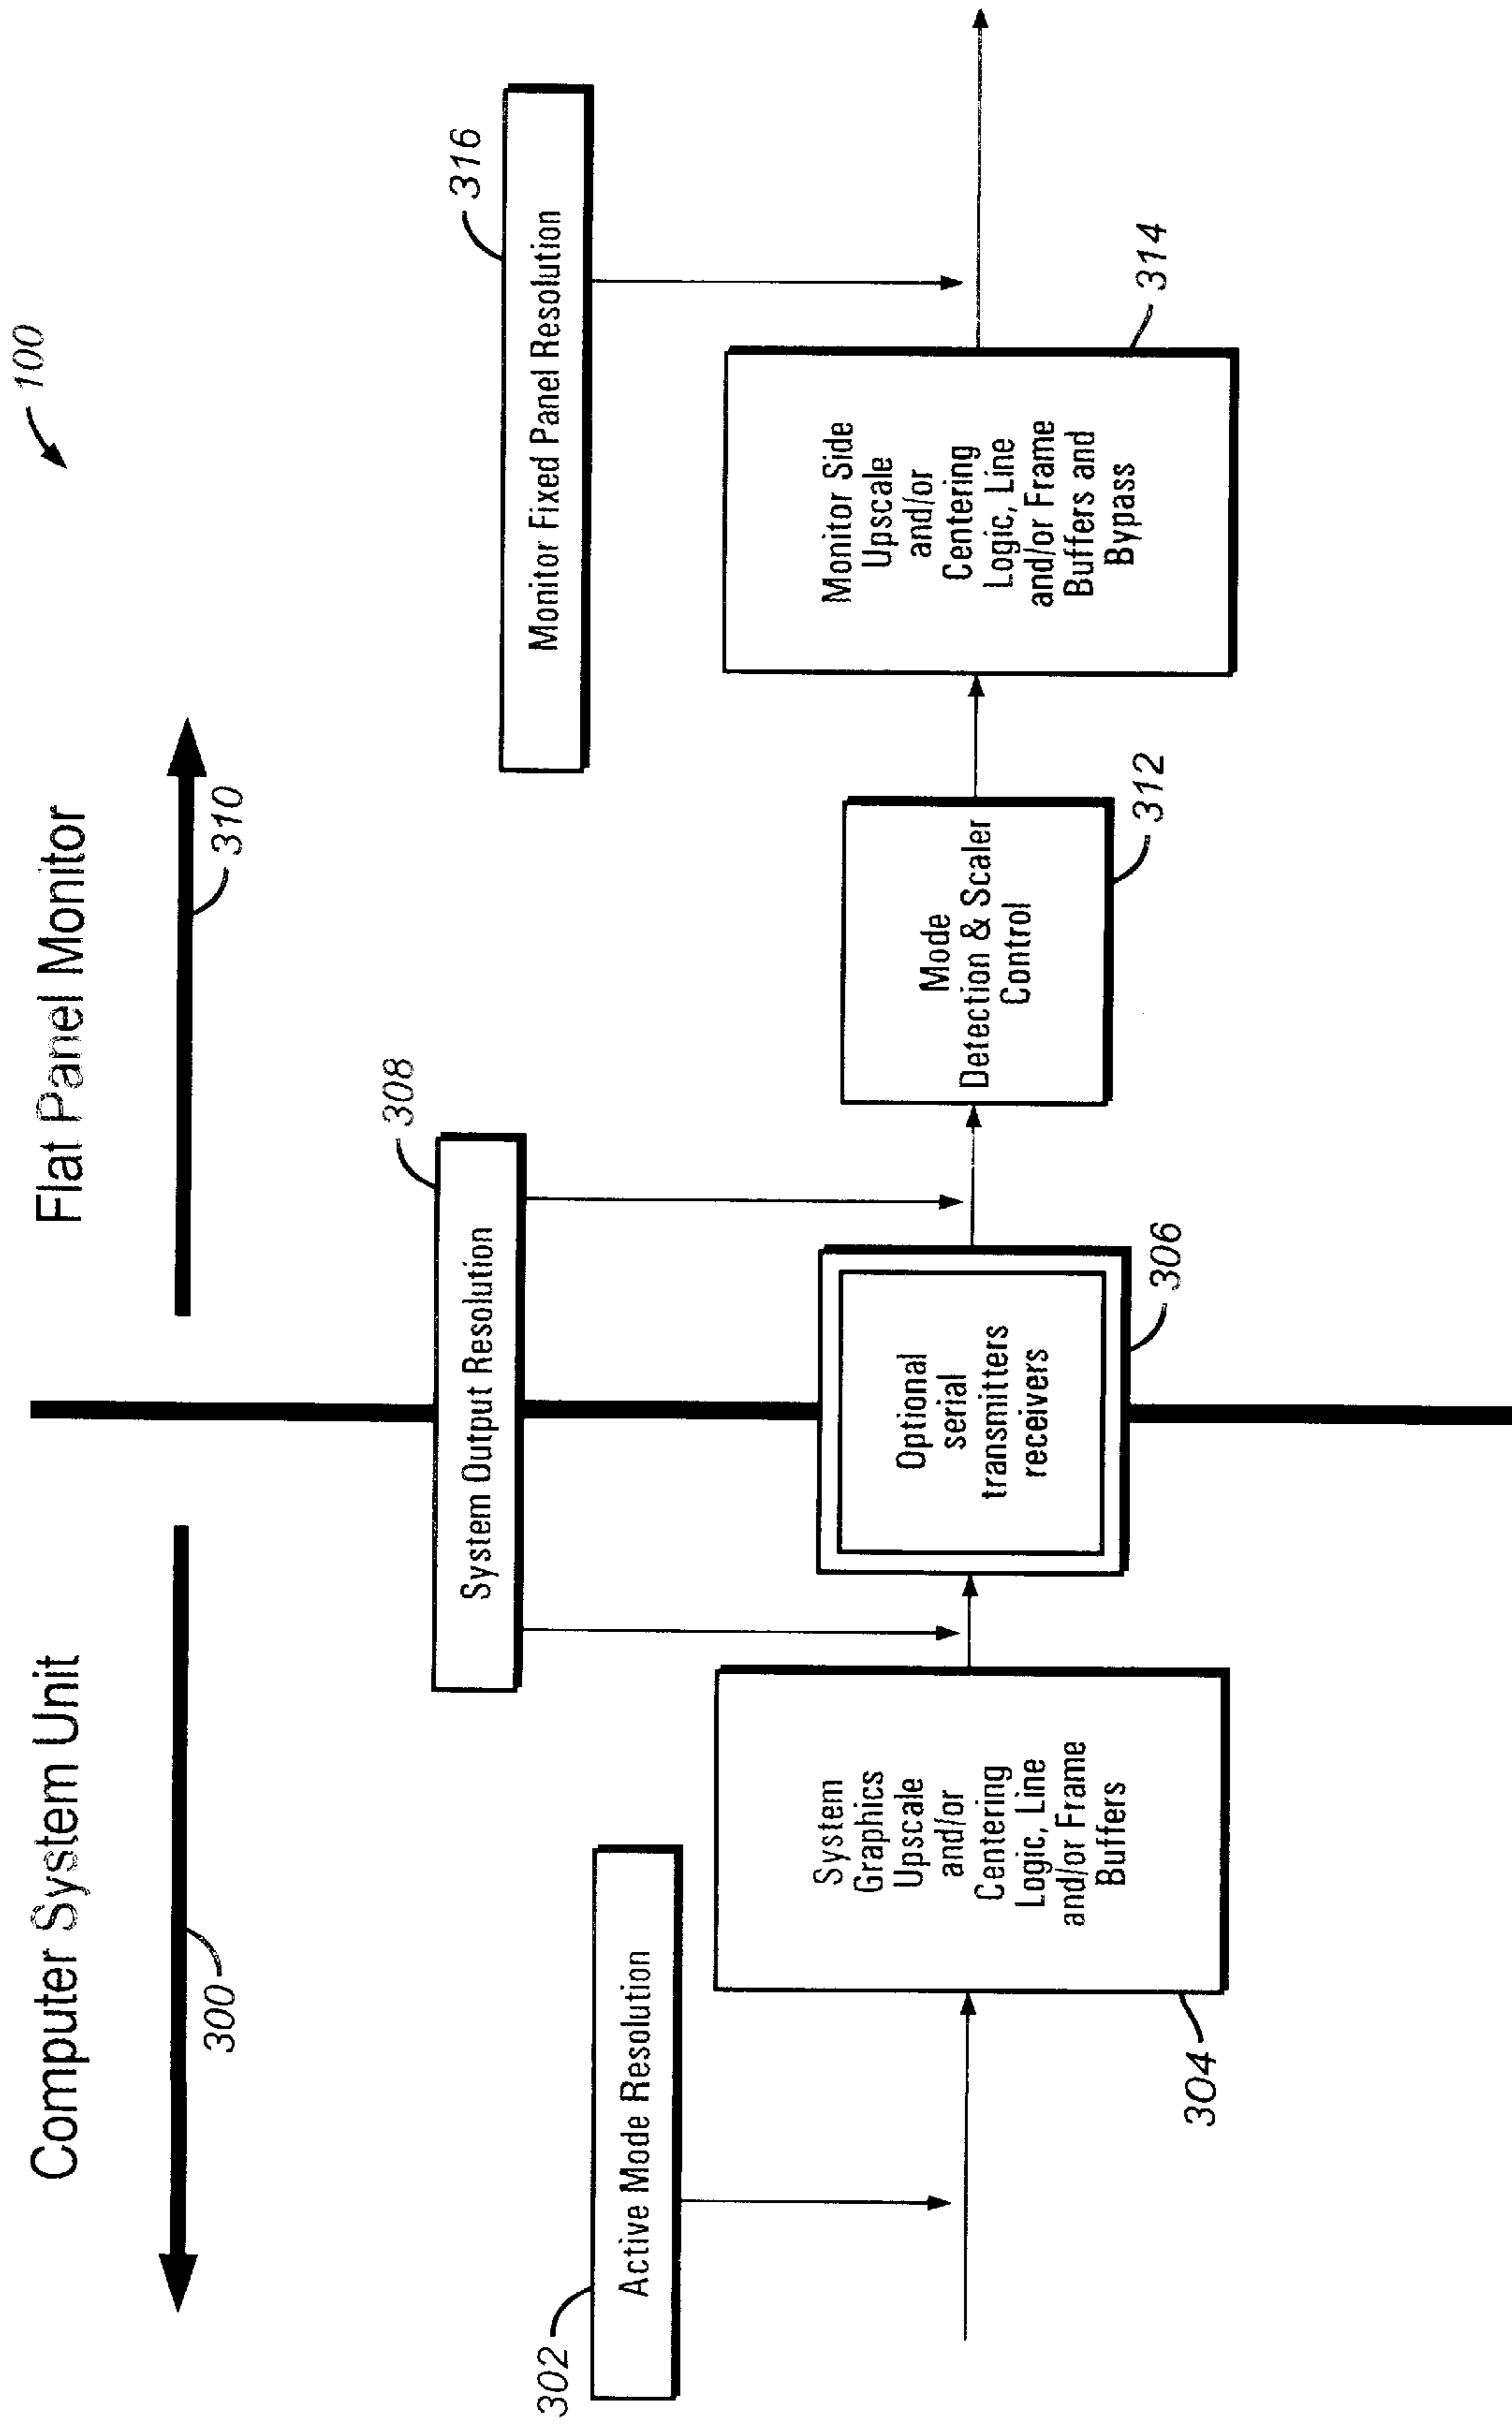 100
Computer System Unit
Flat Panel Monitor
300
310
302
Active Mode Resolution
308
System Output Resolution
316
Monitor Fixed Panel Resolution
System
Graphics
Upscale
and/or
Centering
Logic, Line
and/or Frame
Buffers
304
Optional
serial
transmitters
receivers
306
Mode
Detection & Scaler
Control
312
Monitor Side
Upscale
and/or
Centering
Logic, Line
and/or Frame
Buffers and
Bypass
314